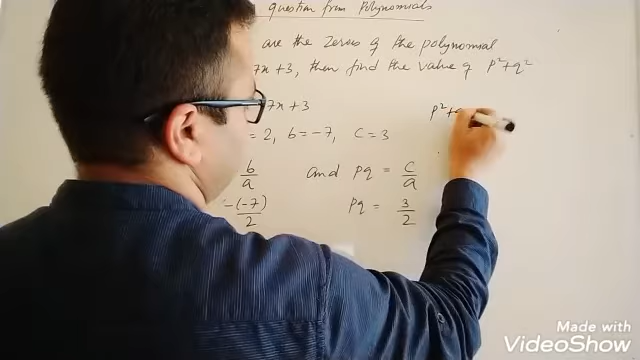 question from Polynomials
are the zeros of the polynomial
7x + 3, then find the value of p²+q²
7x + 3
p²+
= 2, b = -7, c = 3
b/a and pq = c/a
-(-7)/2 pq = 3/2
Made with
VideoShow